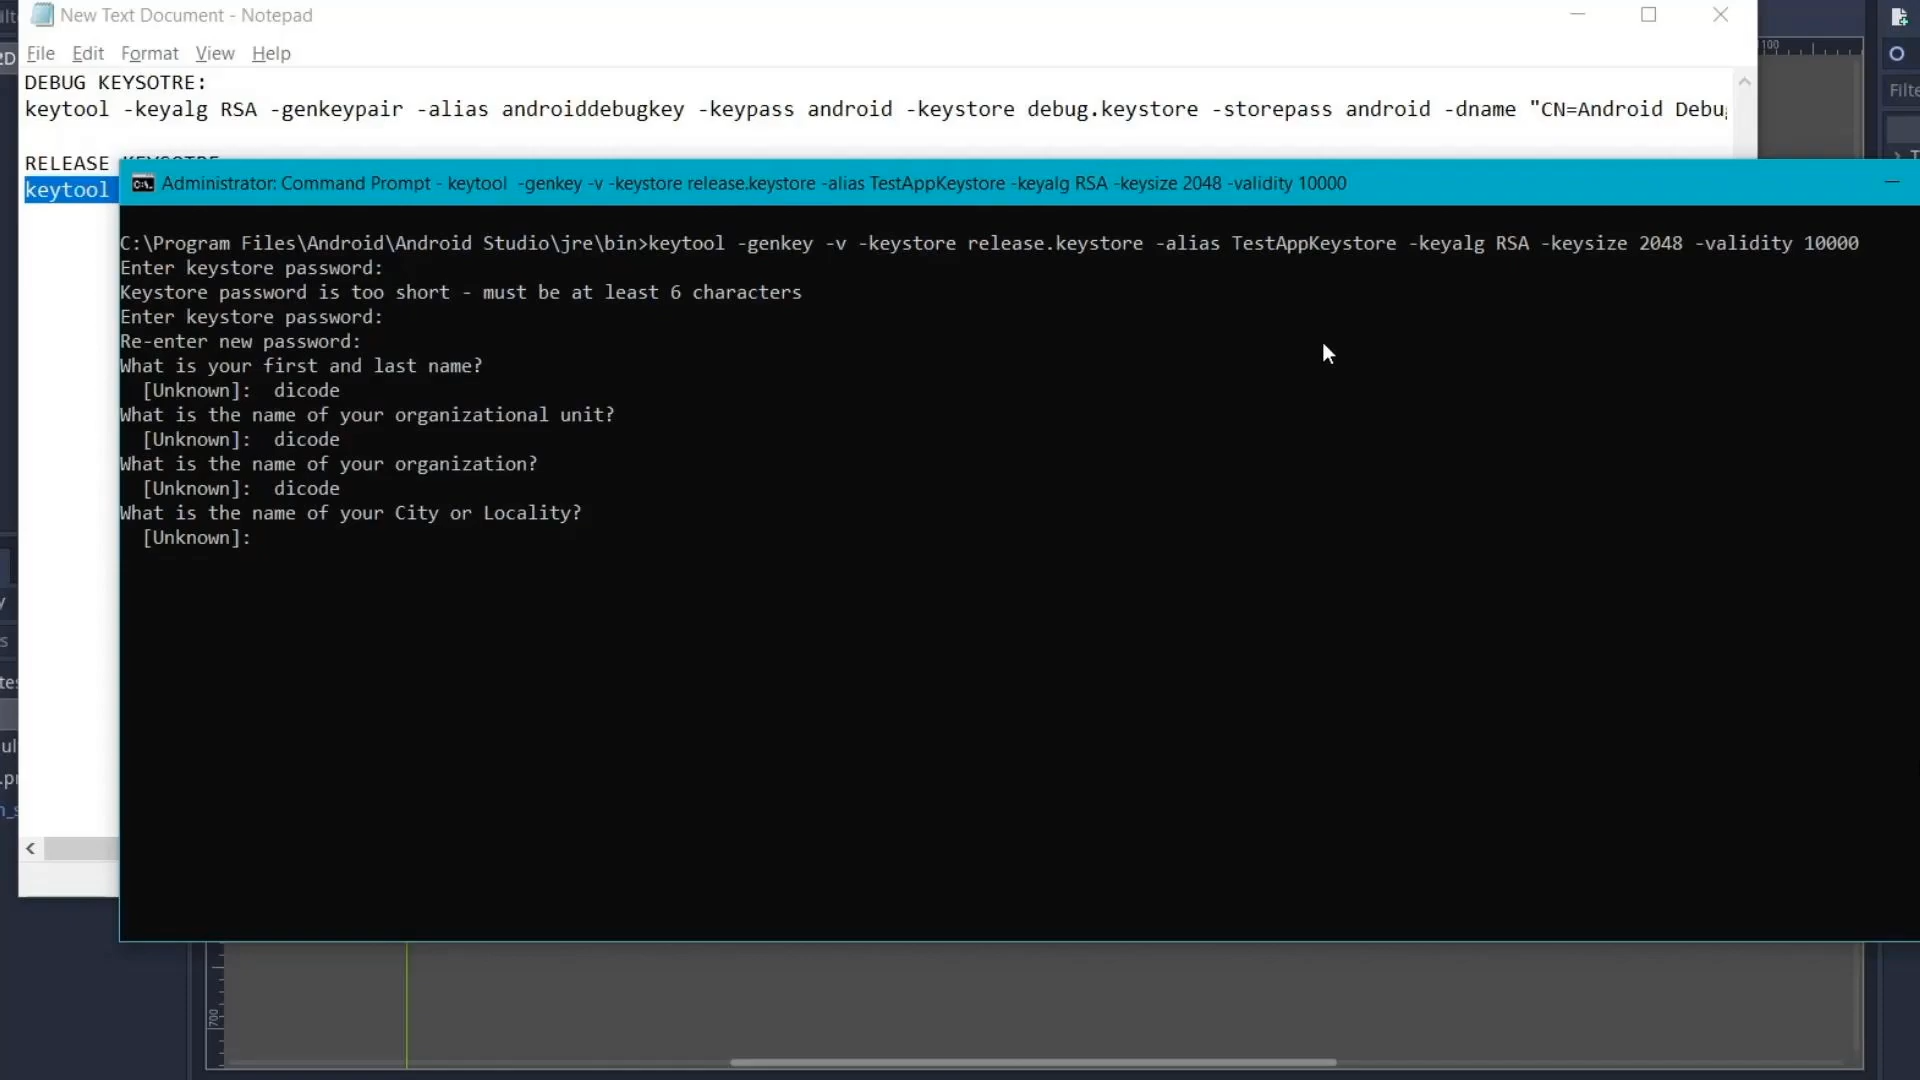 New Text Document - Notepad
File Edit Format View Help
DEBUG KEYSOTRE:
keytool -keyalg RSA -genkeypair -alias androiddebugkey -keypass android -keystore debug.keystore -storepass android -dname "CN=Android Debu
RELEASE KEYSOTRE
keytool
Administrator: Command Prompt - keytool -genkey -v -keystore release.keystore -alias TestAppKeystore -keyalg RSA -keysize 2048 -validity 10000
C:\Program Files\Android\Android Studio\jre\bin>keytool -genkey -v -keystore release.keystore -alias TestAppKeystore -keyalg RSA -keysize 2048 -validity 10000
Enter keystore password:
Keystore password is too short - must be at least 6 characters
Enter keystore password:
Re-enter new password:
What is your first and last name?
[Unknown]: dicode
What is the name of your organizational unit?
[Unknown]: dicode
What is the name of your organization?
[Unknown]: dicode
What is the name of your City or Locality?
[Unknown]:
2D
100
Filte
700